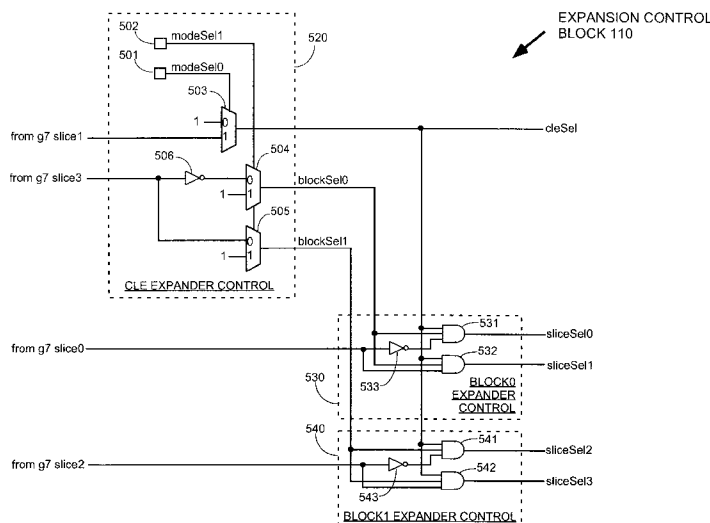 EXPANSION CONTROL
BLOCK 110
502
modeSel1
520
501
modeSel0
503
1
0
1
cleSel
from g7 slice1
506
504
from g7 slice3
0
1
1
blockSel0
505
0
1
1
blockSel1
CLE EXPANDER CONTROL
531
sliceSel0
from g7 slice0
532
sliceSel1
533
530
BLOCK0
EXPANDER
CONTROL
540
541
sliceSel2
from g7 slice2
542
sliceSel3
543
BLOCK1 EXPANDER CONTROL